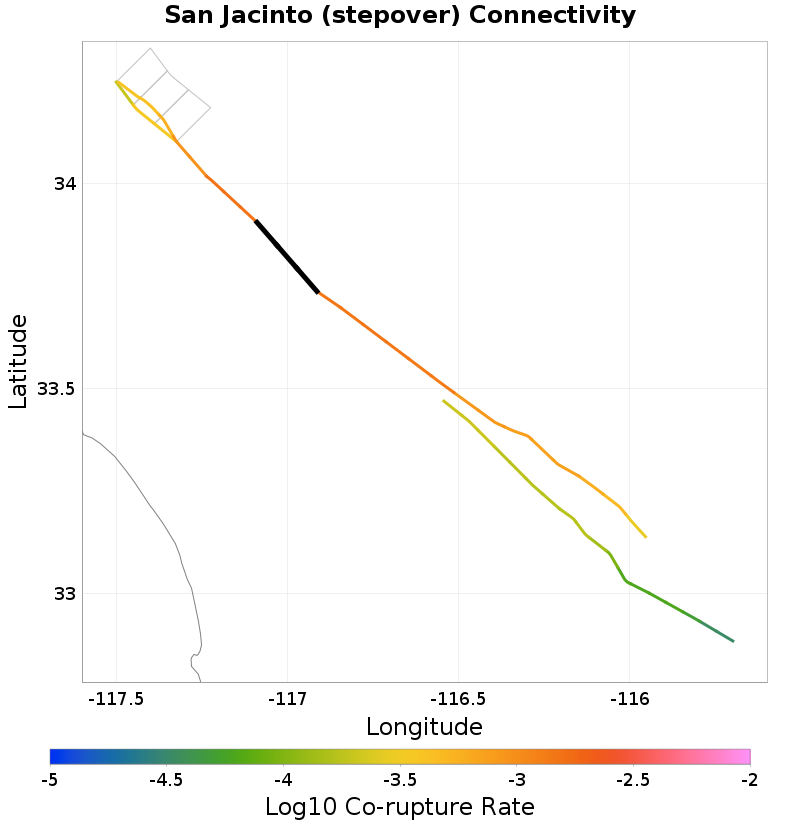 San Jacinto (stepover) Connectivity
Latitude
34
33.5
33
-117.5 -117 -116.5 -116
Longitude
-5 -4.5 -4 -3.5 -3 -2.5 -2
Log10 Co-rupture Rate